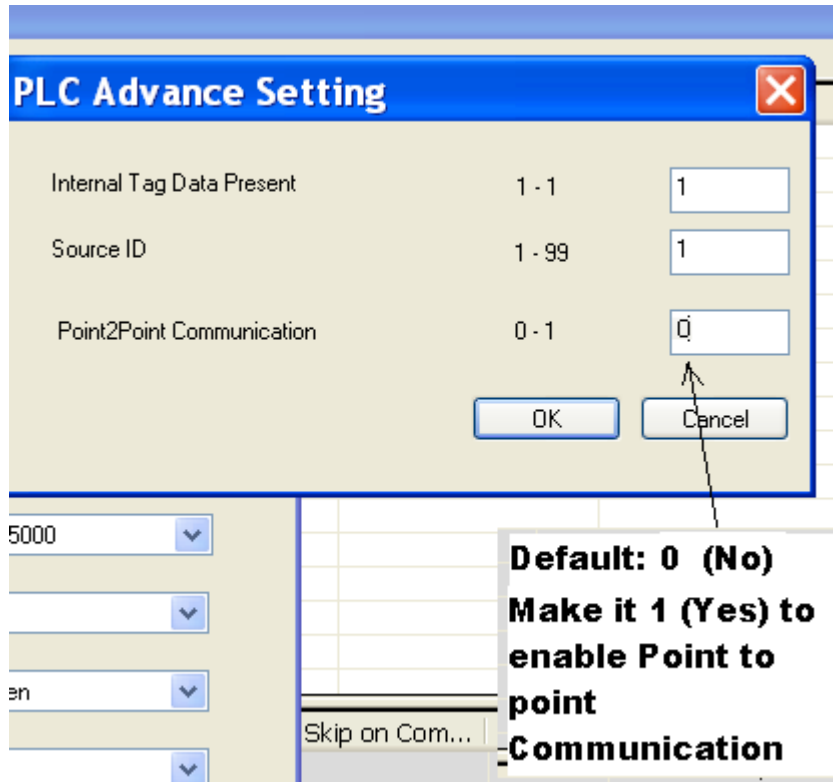 PLC Advance Setting
Internal Tag Data Present 1 - 1 1
Source ID 1 - 99 1
Point2Point Communication 0 - 1 0
OK Cancel
5000
en
Skip on Com...
Default: 0 (No)
Make it 1 (Yes) to
enable Point to
point
Communication